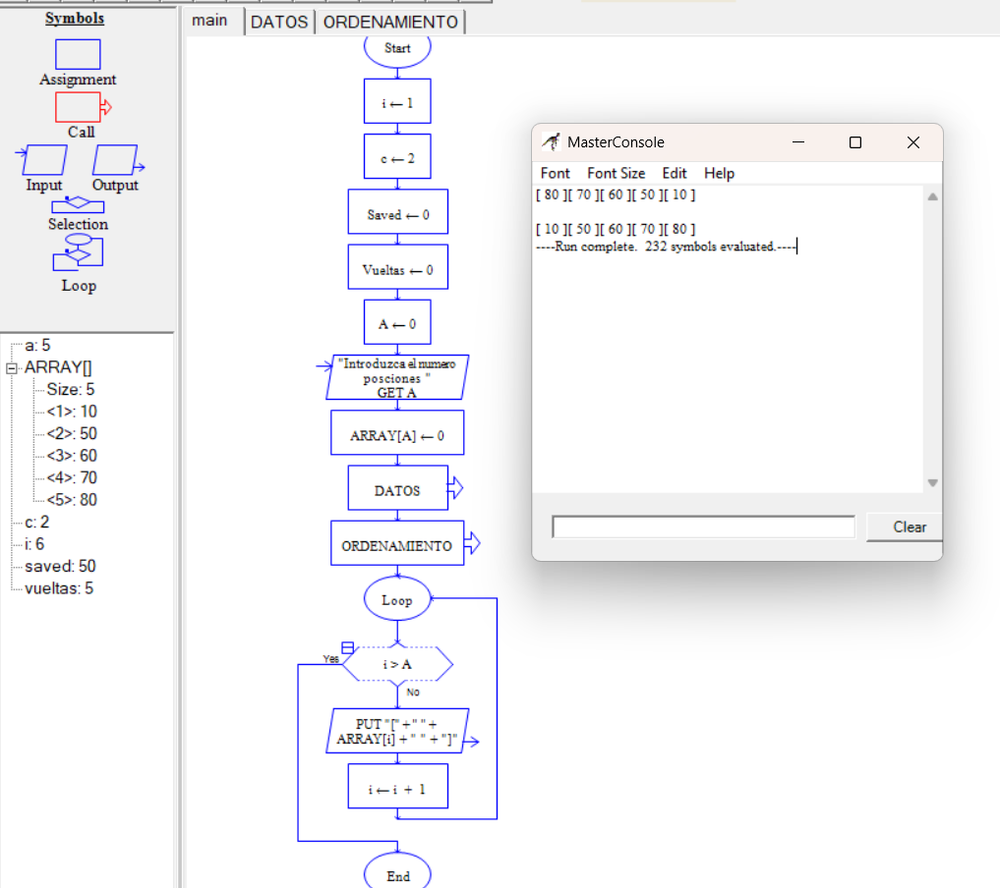 Symbols
Assignment
Call
Input Output
Selection
Loop
a: 5
ARRAY[]
Size: 5
<1>: 10
<2>: 50
<3>: 60
<4>: 70
<5>: 80
c: 2
i: 6
saved: 50
vueltas: 5
main DATOS ORDENAMIENTO
Start
i ← 1
c ← 2
Saved ← 0
Vueltas ← 0
A ← 0
"Introduzca el numero
posciones "
GET A
ARRAY[A] ← 0
DATOS
ORDENAMIENTO
Loop
Yes
i > A
No
PUT "[" +" " +
ARRAY[i] + " " + "]"
i ← i + 1
End
MasterConsole
Font Font Size Edit Help
[ 80 ][ 70 ][ 60 ][ 50 ][ 10 ]
[ 10 ][ 50 ][ 60 ][ 70 ][ 80 ]
----Run complete.  232 symbols evaluated.----
Clear